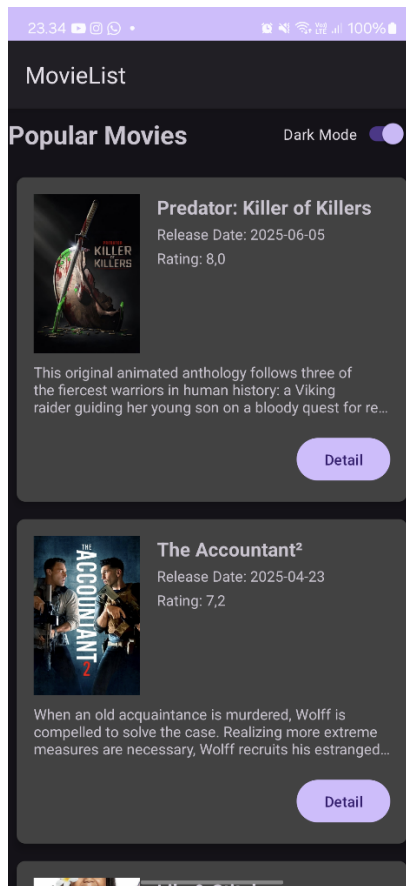 23.34
100%
MovieList
Popular Movies
Dark Mode
KILLER
KILLERS
Predator: Killer of Killers
Release Date: 2025-06-05
Rating: 8,0
This original animated anthology follows three of
the fiercest warriors in human history: a Viking
raider guiding her young son on a bloody quest for re…
Detail
THE
ACCOUNTANT
2
The Accountant²
Release Date: 2025-04-23
Rating: 7,2
When an old acquaintance is murdered, Wolff is
compelled to solve the case. Realizing more extreme
measures are necessary, Wolff recruits his estranged…
Detail